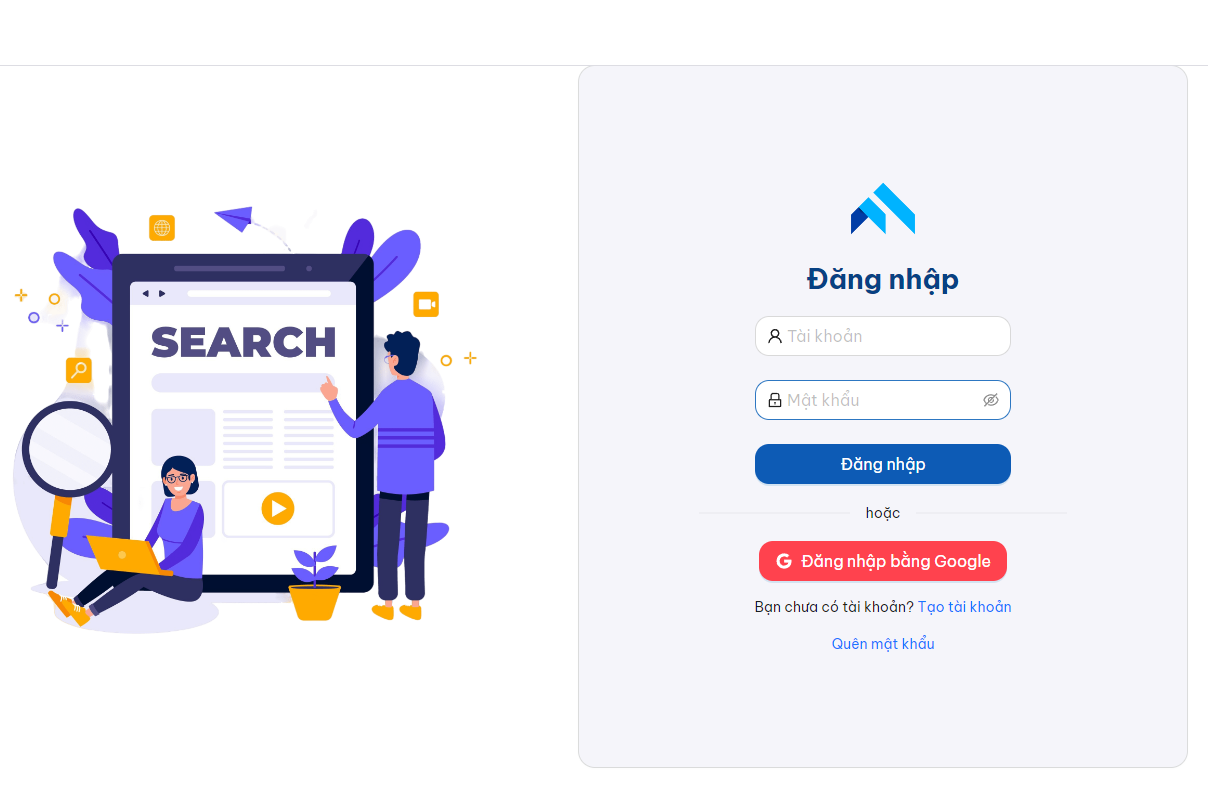 SEARCH
Đăng nhập
Tài khoản
Mật khẩu
Đăng nhập
hoặc
Đăng nhập bằng Google
Bạn chưa có tài khoản? Tạo tài khoản
Quên mật khẩu